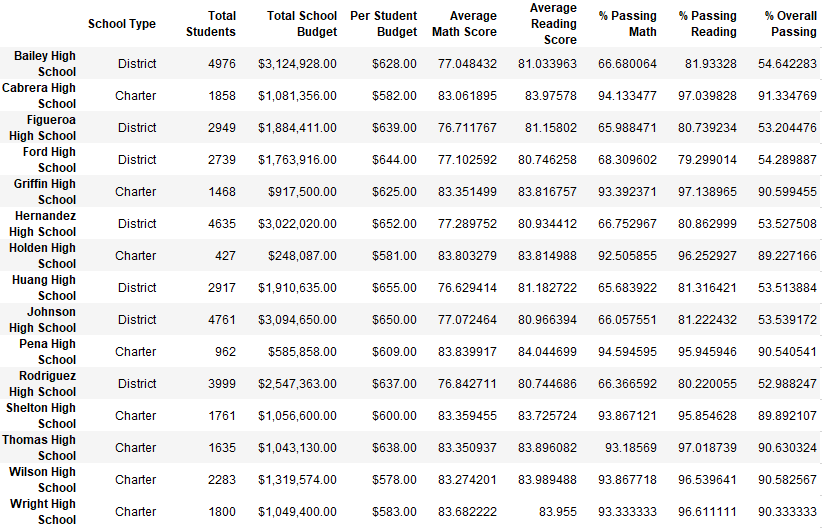 School Type Total Students Total School Budget Per Student Budget Average Math Score Average Reading Score % Passing Math % Passing Reading % Overall Passing
Bailey High School District 4976 $3,124,928.00 $628.00 77.048432 81.033963 66.680064 81.93328 54.642283
Cabrera High School Charter 1858 $1,081,356.00 $582.00 83.061895 83.97578 94.133477 97.039828 91.334769
Figueroa High School District 2949 $1,884,411.00 $639.00 76.711767 81.15802 65.988471 80.739234 53.204476
Ford High School District 2739 $1,763,916.00 $644.00 77.102592 80.746258 68.309602 79.299014 54.289887
Griffin High School Charter 1468 $917,500.00 $625.00 83.351499 83.816757 93.392371 97.138965 90.599455
Hernandez High School District 4635 $3,022,020.00 $652.00 77.289752 80.934412 66.752967 80.862999 53.527508
Holden High School Charter 427 $248,087.00 $581.00 83.803279 83.814988 92.505855 96.252927 89.227166
Huang High School District 2917 $1,910,635.00 $655.00 76.629414 81.182722 65.683922 81.316421 53.513884
Johnson High School District 4761 $3,094,650.00 $650.00 77.072464 80.966394 66.057551 81.222432 53.539172
Pena High School Charter 962 $585,858.00 $609.00 83.839917 84.044699 94.594595 95.945946 90.540541
Rodriguez High School District 3999 $2,547,363.00 $637.00 76.842711 80.744686 66.366592 80.220055 52.988247
Shelton High School Charter 1761 $1,056,600.00 $600.00 83.359455 83.725724 93.867121 95.854628 89.892107
Thomas High School Charter 1635 $1,043,130.00 $638.00 83.350937 83.896082 93.18569 97.018739 90.630324
Wilson High School Charter 2283 $1,319,574.00 $578.00 83.274201 83.989488 93.867718 96.539641 90.582567
Wright High School Charter 1800 $1,049,400.00 $583.00 83.682222 83.955 93.333333 96.611111 90.333333